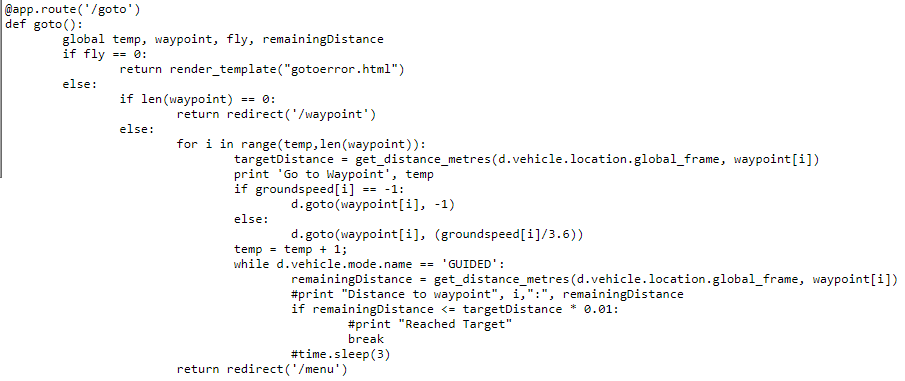 @app.route('/goto')
def goto():
        global temp, waypoint, fly, remainingDistance
        if fly == 0:
                return render_template("gotoerror.html")
        else:
                if len(waypoint) == 0:
                        return redirect('/waypoint')
                else:
                        for i in range(temp,len(waypoint)):
                                targetDistance = get_distance_metres(d.vehicle.location.global_frame, waypoint[i])
                                print 'Go to Waypoint', temp
                                if groundspeed[i] == -1:
                                        d.goto(waypoint[i], -1)
                                else:
                                        d.goto(waypoint[i], (groundspeed[i]/3.6))
                                temp = temp + 1;
                                while d.vehicle.mode.name == 'GUIDED':
                                        remainingDistance = get_distance_metres(d.vehicle.location.global_frame, waypoint[i])
                                        #print "Distance to waypoint", i,":", remainingDistance
                                        if remainingDistance <= targetDistance * 0.01:
                                                #print "Reached Target"
                                                break
                                        #time.sleep(3)
                        return redirect('/menu')